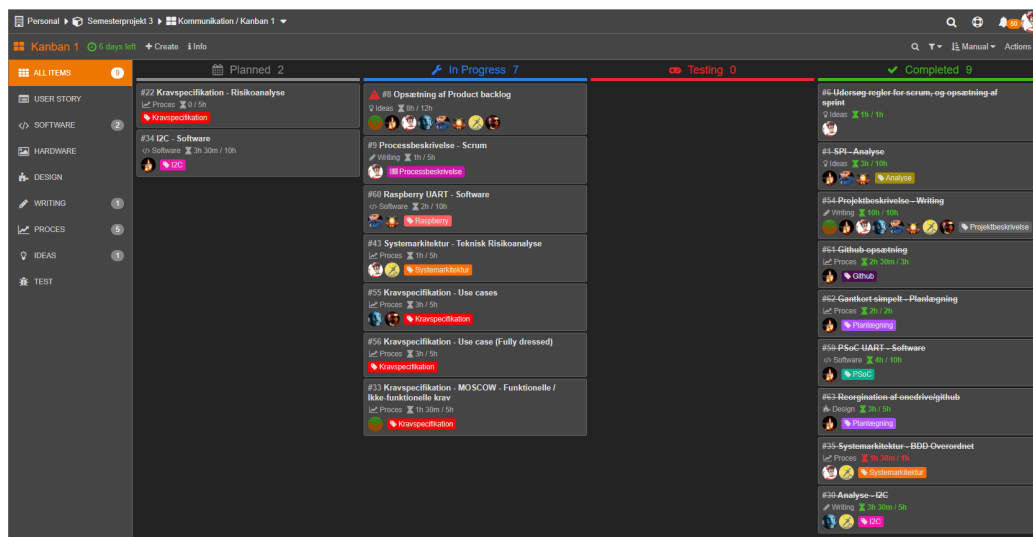 Personal Semesterprojekt 3 Kommunikation / Kanban 1
50
Kanban 1 6 days left + Create Info
Manual Actions
ALL ITEMS 9
USER STORY
</> SOFTWARE 2
HARDWARE
DESIGN
WRITING 1
PROCES 5
IDEAS 1
TEST
Planned 2
#22 Kravspecifikation - Risikoanalyse
Proces 0 / 5h
Kravspecifikation
#34 I2C - Software
</> Software 3h 30m / 10h
I2C
In Progress 7
#8 Opsætning af Product backlog
Ideas 8h / 12h
#9 Processbeskrivelse - Scrum
Writing 1h / 5h
Processbeskrivelse
#60 Raspberry UART - Software
</> Software 2h / 10h
Raspberry
#43 Systemarkitektur - Teknisk Risikoanalyse
Proces 1h / 5h
Systemarkitektur
#55 Kravspecifikation - Use cases
Proces 3h / 5h
Kravspecifikation
#56 Kravspecifikation - Use case (Fully dressed)
Proces 3h / 5h
Kravspecifikation
#33 Kravspecifikation - MOSCOW - Funktionelle /
Ikke-funktionelle krav
Proces 1h 30m / 5h
Kravspecifikation
Testing 0
Completed 9
#6 Udersøg regler for scrum, og opsætning af
sprint
Ideas 1h / 1h
#1 SPI - Analyse
Ideas 3h / 10h
Analyse
#54 Projektbeskrivelse - Writing
Writing 10h / 10h
Projektbeskrivelse
#61 Github opsætning
Proces 2h 30m / 3h
Github
#62 Gantkort simpelt - Planlægning
Proces 2h / 2h
Planlægning
#59 PSoC UART - Software
</> Software 4h / 10h
PSoC
#63 Reorgination af onedrive/github
Design 3h / 5h
Planlægning
#35 Systemarkitektur - BDD Overordnet
Proces 1h 30m / 1h
Systemarkitektur
#30 Analyse - I2C
Writing 3h 30m / 5h
I2C